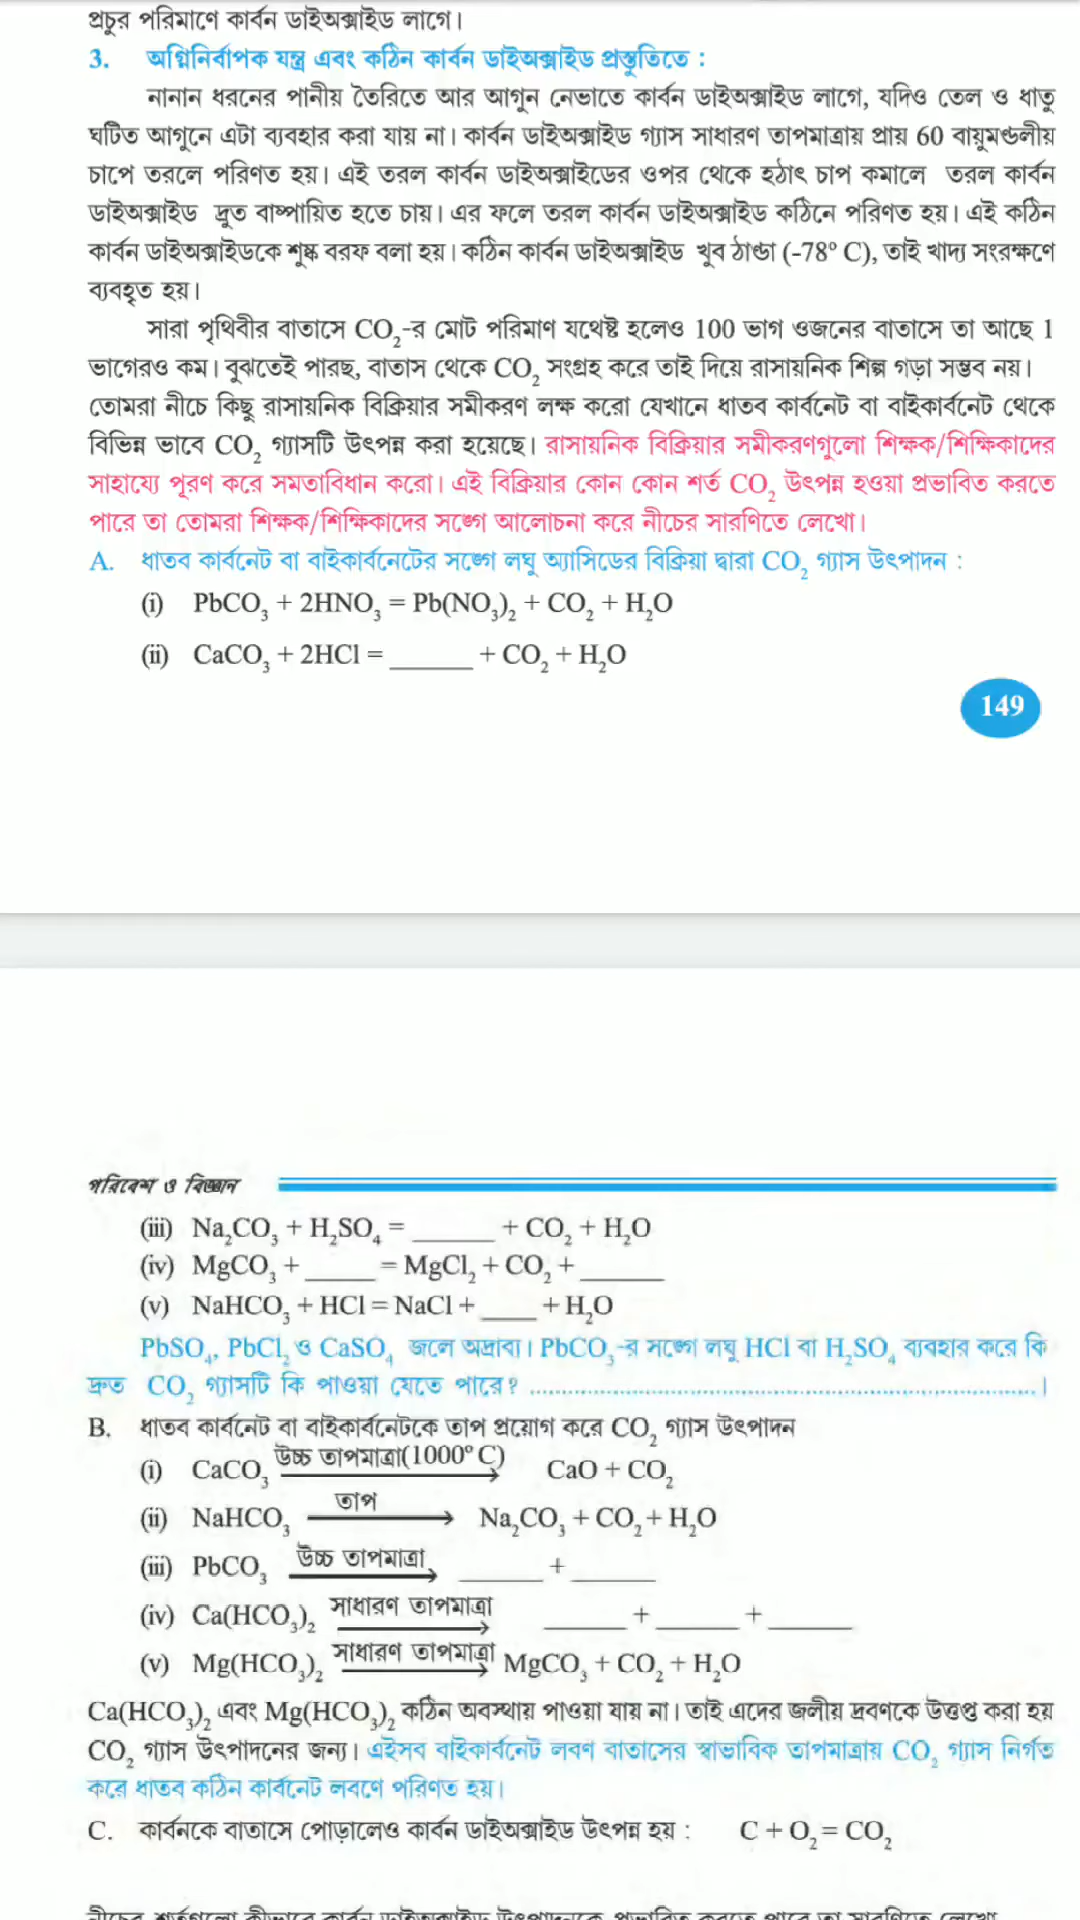 প্রচুর পরিমাণে কার্বন ডাইঅক্সাইড লাগে।
3. অগ্নিনির্বাপক যন্ত্র এবং কঠিন কার্বন ডাইঅক্সাইড প্রস্তুতিতে :
নানান ধরনের পানীয় তৈরিতে আর আগুন নেভাতে কার্বন ডাইঅক্সাইড লাগে, যদিও তেল ও ধাতু
ঘটিত আগুনে এটা ব্যবহার করা যায় না। কার্বন ডাইঅক্সাইড গ্যাস সাধারণ তাপমাত্রায় প্রায় 60 বায়ুমণ্ডলীয়
চাপে তরলে পরিণত হয়। এই তরল কার্বন ডাইঅক্সাইডের ওপর থেকে হঠাৎ চাপ কমালে তরল কার্বন
ডাইঅক্সাইড দ্রুত বাষ্পায়িত হতে চায়। এর ফলে তরল কার্বন ডাইঅক্সাইড কঠিনে পরিণত হয়। এই কঠিন
কার্বন ডাইঅক্সাইডকে শুষ্ক বরফ বলা হয়। কঠিন কার্বন ডাইঅক্সাইড খুব ঠাণ্ডা (-78° C), তাই খাদ্য সংরক্ষণে
ব্যবহৃত হয়।
সারা পৃথিবীর বাতাসে CO₂-র মোট পরিমাণ যথেষ্ট হলেও 100 ভাগ ওজনের বাতাসে তা আছে 1
ভাগেরও কম। বুঝতেই পারছ, বাতাস থেকে CO₂ সংগ্রহ করে তাই দিয়ে রাসায়নিক শিল্প গড়া সম্ভব নয়।
তোমরা নীচে কিছু রাসায়নিক বিক্রিয়ার সমীকরণ লক্ষ করো যেখানে ধাতব কার্বনেট বা বাইকার্বনেট থেকে
বিভিন্ন ভাবে CO₂ গ্যাসটি উৎপন্ন করা হয়েছে। রাসায়নিক বিক্রিয়ার সমীকরণগুলো শিক্ষক/শিক্ষিকাদের
সাহায্যে পূরণ করে সমতাবিধান করো। এই বিক্রিয়ার কোন কোন শর্ত CO₂ উৎপন্ন হওয়া প্রভাবিত করতে
পারে তা তোমরা শিক্ষক/শিক্ষিকাদের সঙ্গে আলোচনা করে নীচের সারণিতে লেখো।
A. ধাতব কার্বনেট বা বাইকার্বনেটের সঙ্গে লঘু অ্যাসিডের বিক্রিয়া দ্বারা CO₂ গ্যাস উৎপাদন :
(i) PbCO₃ + 2HNO₃ = Pb(NO₃)₂ + CO₂ + H₂O
(ii) CaCO₃ + 2HCl = ______ + CO₂ + H₂O
149
পরিবেশ ও বিজ্ঞান
(iii) Na₂CO₃ + H₂SO₄ = ______ + CO₂ + H₂O
(iv) MgCO₃ + _____ = MgCl₂ + CO₂ + ______
(v) NaHCO₃ + HCl = NaCl + ____ + H₂O
PbSO₄, PbCl₂ ও CaSO₄ জলে অদ্রাব্য। PbCO₃-র সঙ্গে লঘু HCl বা H₂SO₄ ব্যবহার করে কি
দ্রুত CO₂ গ্যাসটি কি পাওয়া যেতে পারে? ..........................................................................।
B. ধাতব কার্বনেট বা বাইকার্বনেটকে তাপ প্রয়োগ করে CO₂ গ্যাস উৎপাদন
(i) CaCO₃ উচ্চ তাপমাত্রা(1000° C) CaO + CO₂
(ii) NaHCO₃ তাপ Na₂CO₃ + CO₂ + H₂O
(iii) PbCO₃ উচ্চ তাপমাত্রা ______ + ______
(iv) Ca(HCO₃)₂ সাধারণ তাপমাত্রা ______ + ______ + ______
(v) Mg(HCO₃)₂ সাধারণ তাপমাত্রা MgCO₃ + CO₂ + H₂O
Ca(HCO₃)₂ এবং Mg(HCO₃)₂ কঠিন অবস্থায় পাওয়া যায় না। তাই এদের জলীয় দ্রবণকে উত্তপ্ত করা হয়
CO₂ গ্যাস উৎপাদনের জন্য। এইসব বাইকার্বনেট লবণ বাতাসের স্বাভাবিক তাপমাত্রায় CO₂ গ্যাস নির্গত
করে ধাতব কঠিন কার্বনেট লবণে পরিণত হয়।
C. কার্বনকে বাতাসে পোড়ালেও কার্বন ডাইঅক্সাইড উৎপন্ন হয় : C + O₂ = CO₂
নীচের শর্তগুলো কীভাবে কার্বন ডাইঅক্সাইড উৎপাদনকে প্রভাবিত করতে পারে তা সারণিতে লেখো